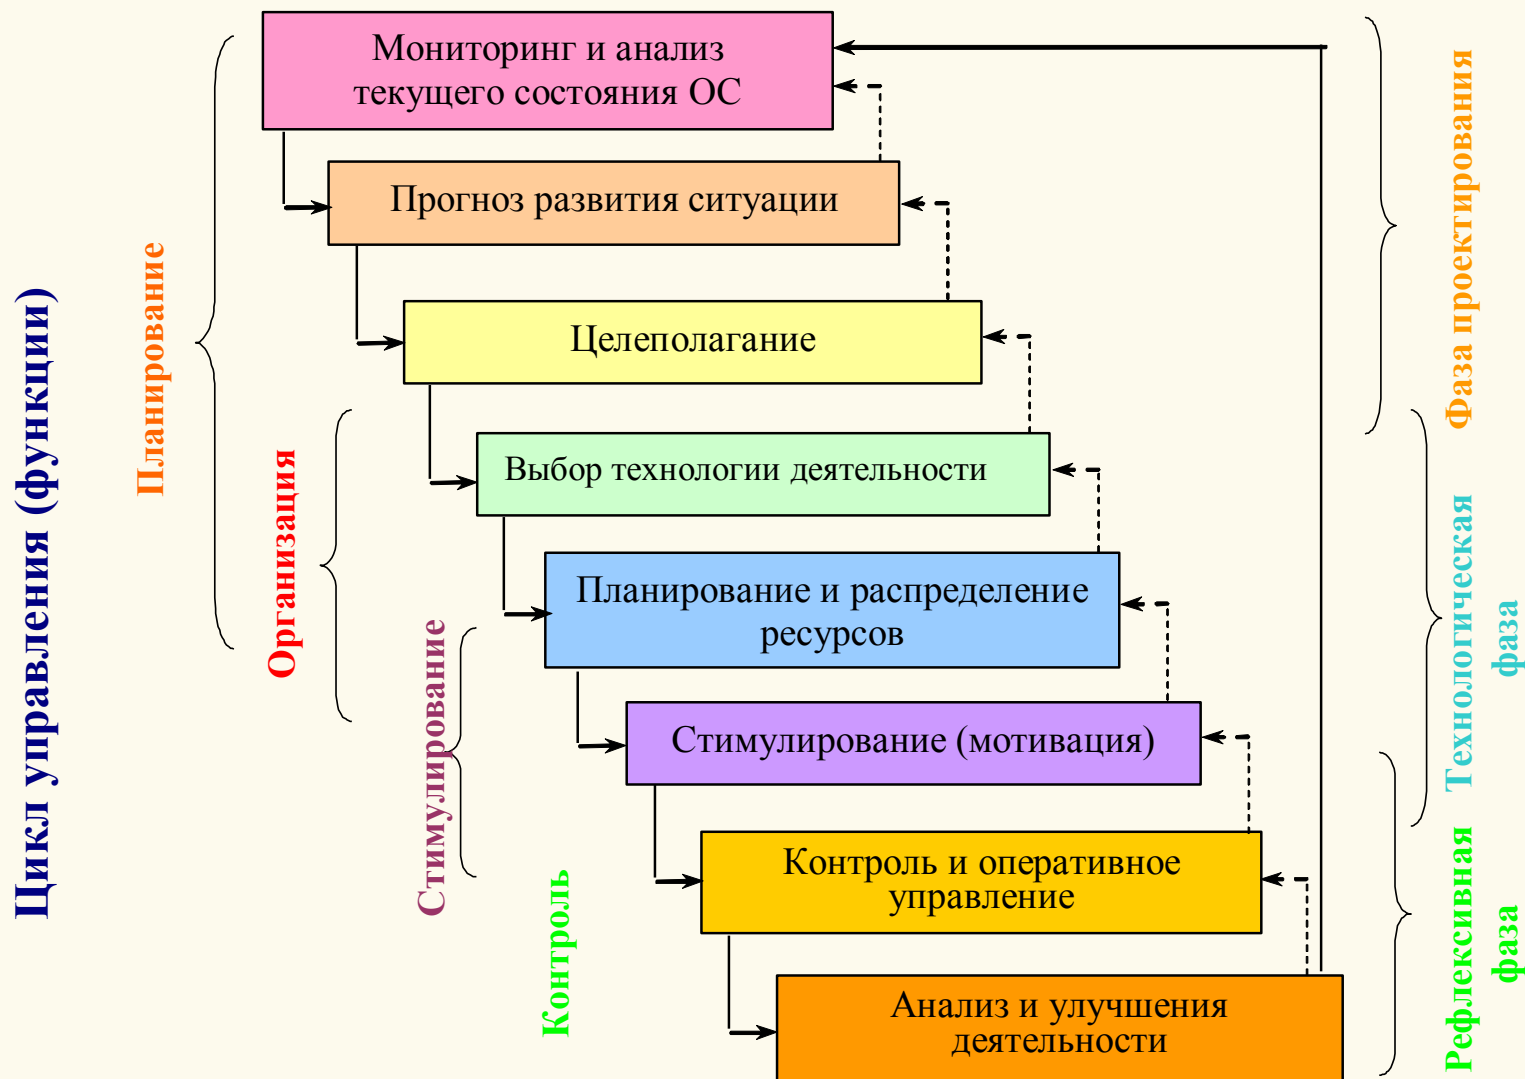 Цикл управления (функции)
Планирование
Организация
Стимулирование
Контроль
Мониторинг и анализ
текущего состояния ОС
Прогноз развития ситуации
Целеполагание
Выбор технологии деятельности
Планирование и распределение
ресурсов
Стимулирование (мотивация)
Контроль и оперативное
управление
Анализ и улучшения
деятельности
Фаза проектирования
Технологическая
фаза
Рефлексивная
фаза